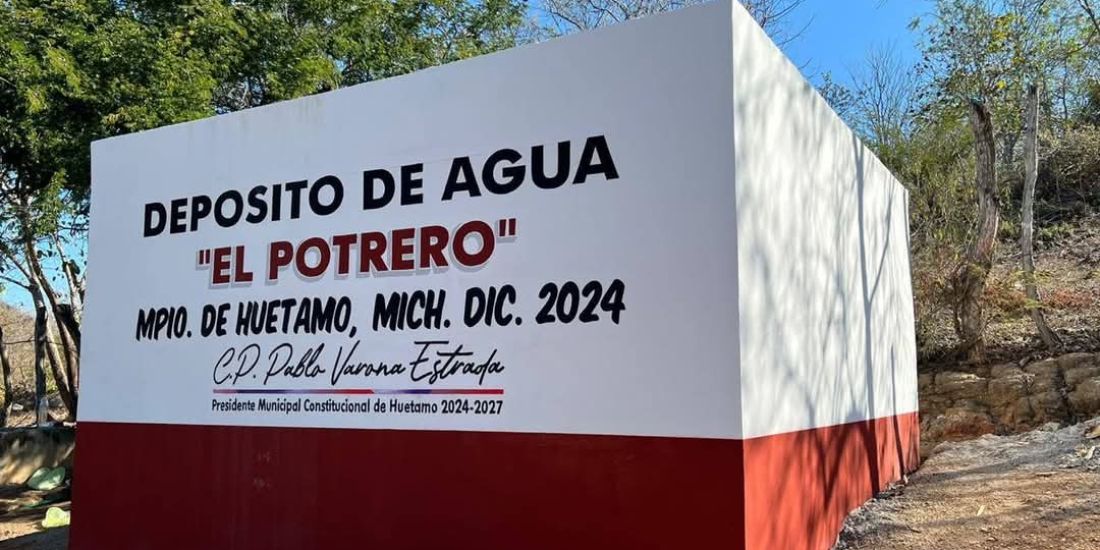 DEPOSITO DE AGUA
"EL POTRERO"
MPIO. DE HUETAMO, MICH. DIC. 2024
C.P. Pablo Varona Estrada
Presidente Municipal Constitucional de Huetamo 2024-2027